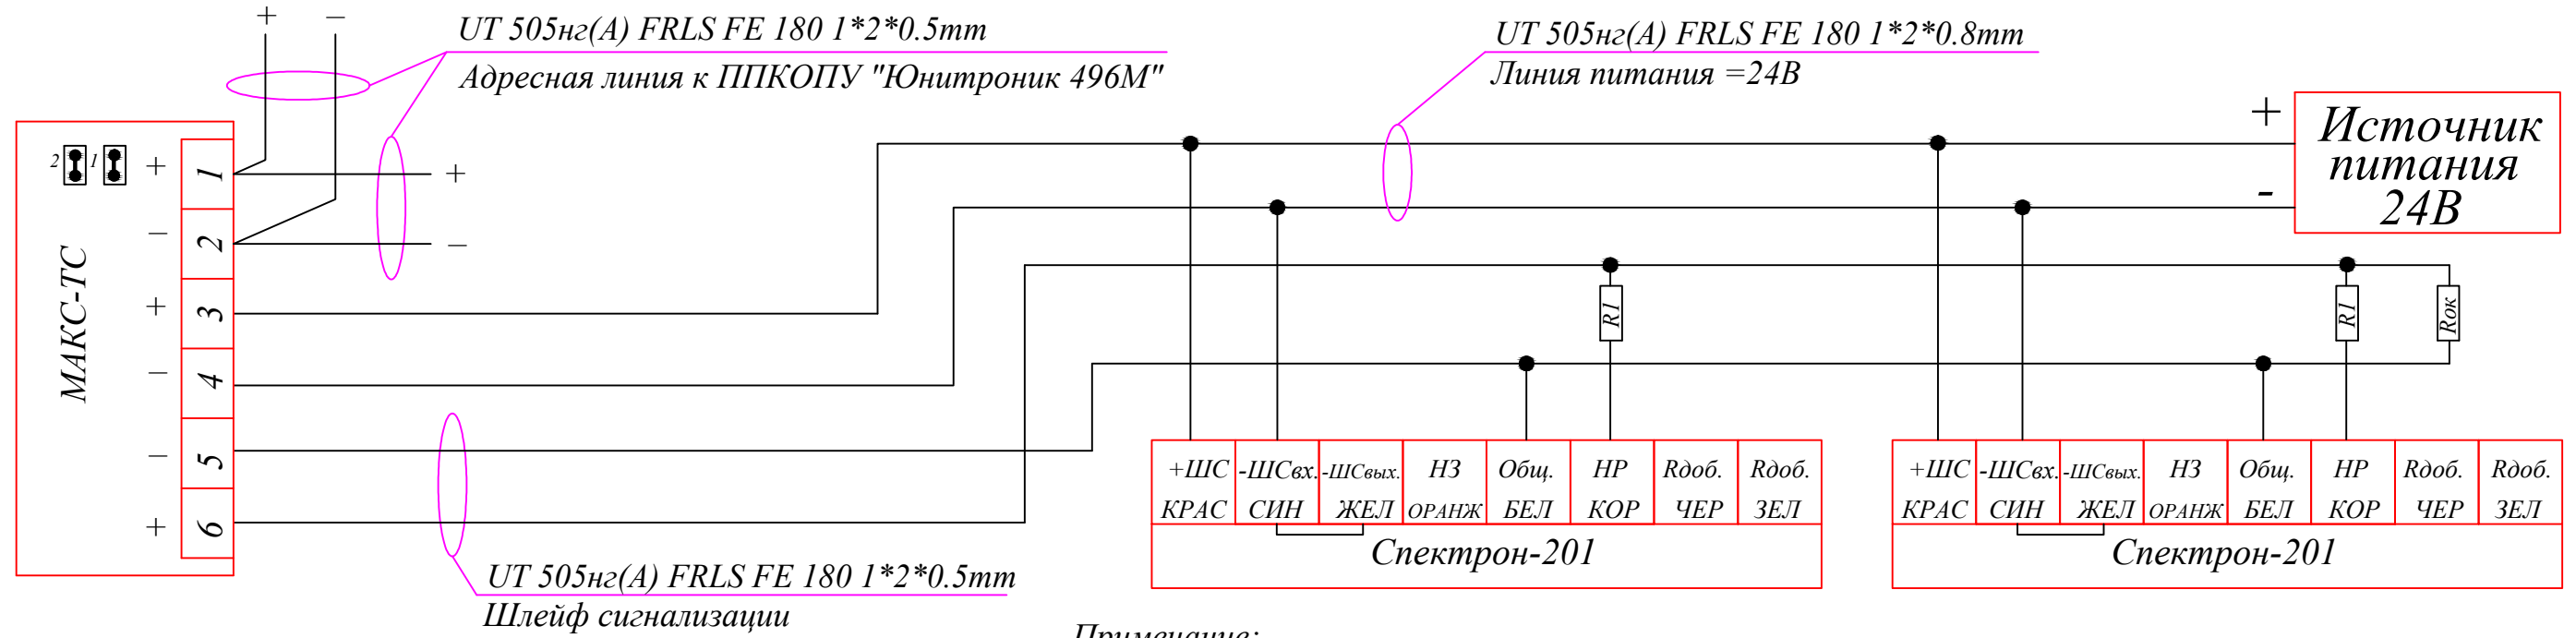 + −
UT 505нг(А) FRLS FE 180 1*2*0.5mm
Адресная линия к ППКОПУ "Юнитроник 496М"
UT 505нг(А) FRLS FE 180 1*2*0.8mm
Линия питания =24В
+
-
Источник
питания
24В
МАКС-ТС
2 1
+ 1 +
− 2 −
+ 3
− 4
− 5
+ 6
R1
R1
Rок
UT 505нг(А) FRLS FE 180 1*2*0.5mm
Шлейф сигнализации
+ШС -ШСвх. -ШСвых. НЗ Общ. НР Rдоб. Rдоб.
КРАС СИН ЖЕЛ ОРАНЖ БЕЛ КОР ЧЕР ЗЕЛ
Спектрон-201
+ШС -ШСвх. -ШСвых. НЗ Общ. НР Rдоб. Rдоб.
КРАС СИН ЖЕЛ ОРАНЖ БЕЛ КОР ЧЕР ЗЕЛ
Спектрон-201
Примечание: